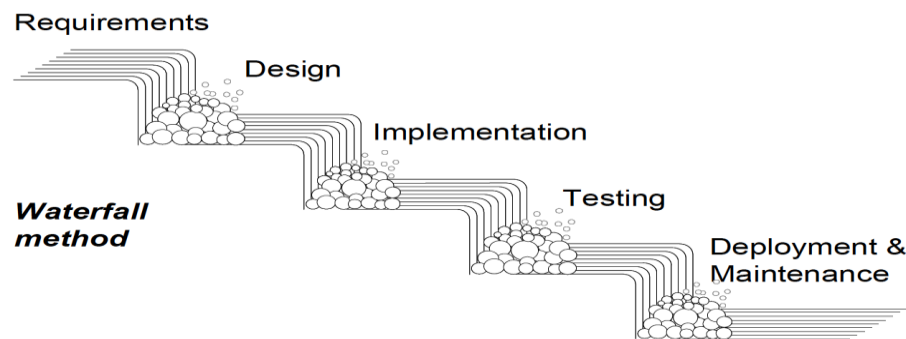 Requirements
Design
Implementation
Testing
Waterfall
method
Deployment &
Maintenance